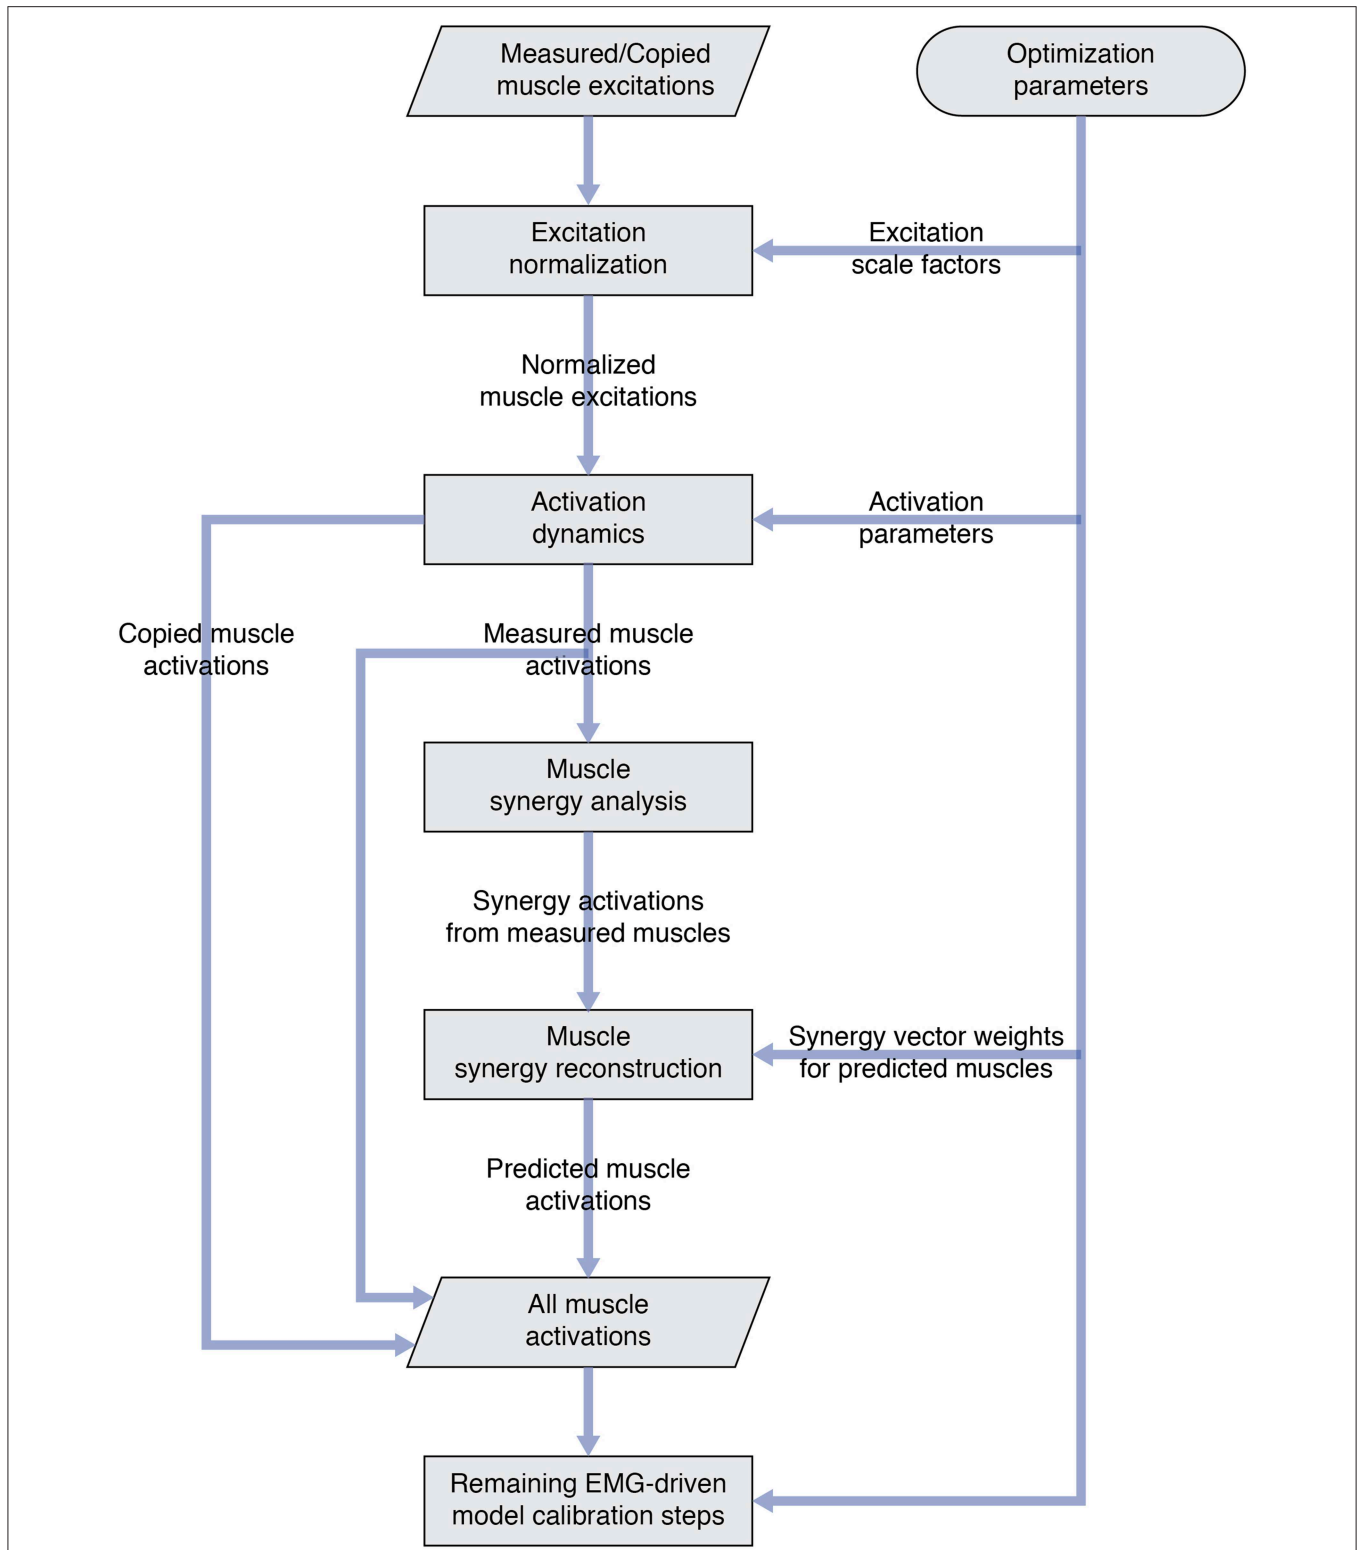 Measured/Copied
muscle excitations
Optimization
parameters
Excitation
normalization
Excitation
scale factors
Normalized
muscle excitations
Activation
dynamics
Activation
parameters
Copied muscle
activations
Measured muscle
activations
Muscle
synergy analysis
Synergy activations
from measured muscles
Muscle
synergy reconstruction
Synergy vector weights
for predicted muscles
Predicted muscle
activations
All muscle
activations
Remaining EMG-driven
model calibration steps